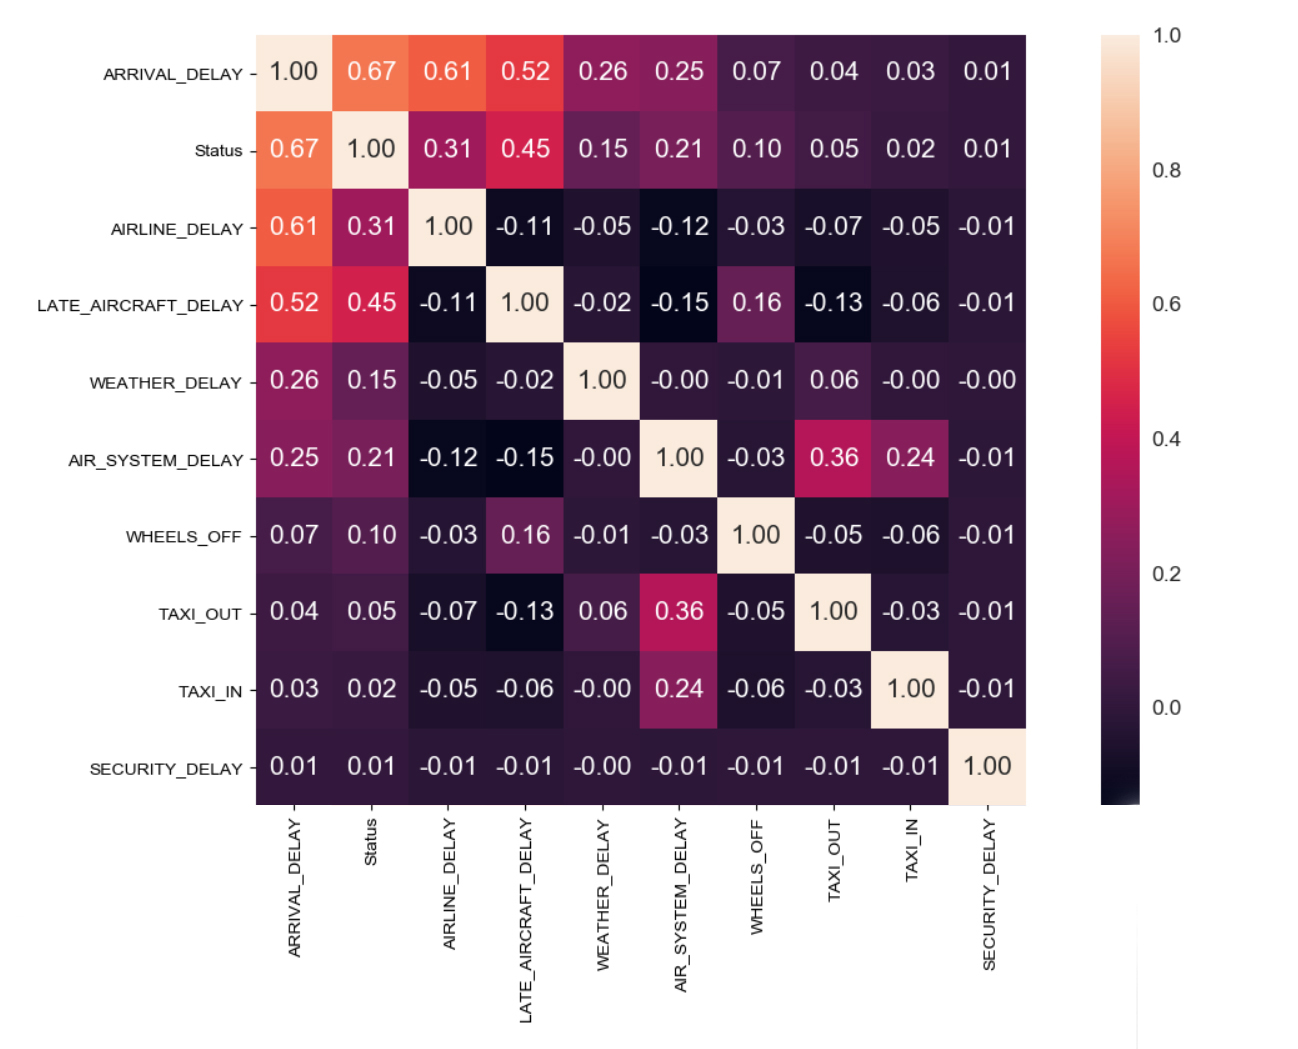 1.0
ARRIVAL_DELAY 1.00 0.67 0.61 0.52 0.26 0.25 0.07 0.04 0.03 0.01
Status 0.67 1.00 0.31 0.45 0.15 0.21 0.10 0.05 0.02 0.01
0.8
AIRLINE_DELAY 0.61 0.31 1.00 -0.11 -0.05 -0.12 -0.03 -0.07 -0.05 -0.01
LATE_AIRCRAFT_DELAY 0.52 0.45 -0.11 1.00 -0.02 -0.15 0.16 -0.13 -0.06 -0.01
0.6
WEATHER_DELAY 0.26 0.15 -0.05 -0.02 1.00 -0.00 -0.01 0.06 -0.00 -0.00
0.4
AIR_SYSTEM_DELAY 0.25 0.21 -0.12 -0.15 -0.00 1.00 -0.03 0.36 0.24 -0.01
WHEELS_OFF 0.07 0.10 -0.03 0.16 -0.01 -0.03 1.00 -0.05 -0.06 -0.01
0.2
TAXI_OUT 0.04 0.05 -0.07 -0.13 0.06 0.36 -0.05 1.00 -0.03 -0.01
TAXI_IN 0.03 0.02 -0.05 -0.06 -0.00 0.24 -0.06 -0.03 1.00 -0.01
0.0
SECURITY_DELAY 0.01 0.01 -0.01 -0.01 -0.00 -0.01 -0.01 -0.01 -0.01 1.00
ARRIVAL_DELAY
Status
AIRLINE_DELAY
LATE_AIRCRAFT_DELAY
WEATHER_DELAY
AIR_SYSTEM_DELAY
WHEELS_OFF
TAXI_OUT
TAXI_IN
SECURITY_DELAY